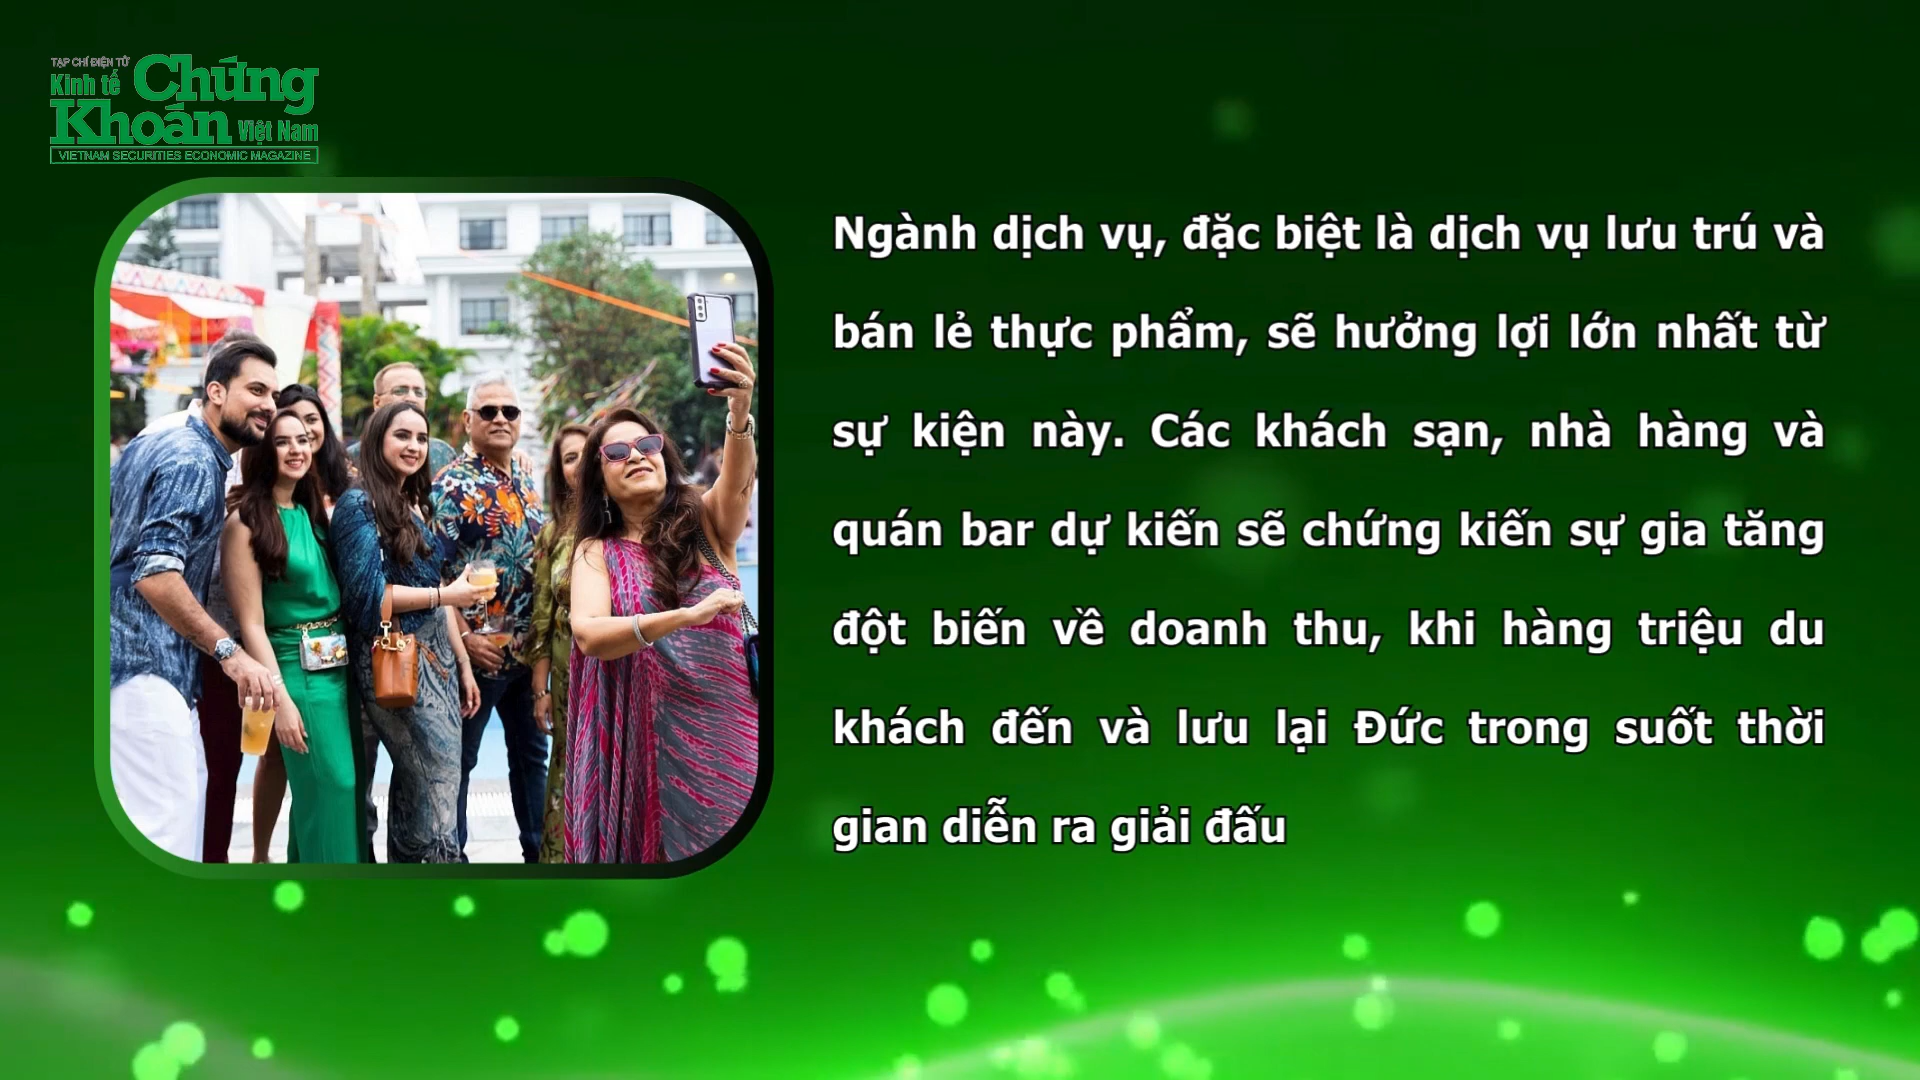 TẠP CHÍ ĐIỆN TỬ
Kinh tế Chứng
Khoán Việt Nam
VIETNAM SECURITIES ECONOMIC MAGAZINE
Ngành dịch vụ, đặc biệt là dịch vụ lưu trú và
bán lẻ thực phẩm, sẽ hưởng lợi lớn nhất từ
sự kiện này. Các khách sạn, nhà hàng và
quán bar dự kiến sẽ chứng kiến sự gia tăng
đột biến về doanh thu, khi hàng triệu du
khách đến và lưu lại Đức trong suốt thời
gian diễn ra giải đấu